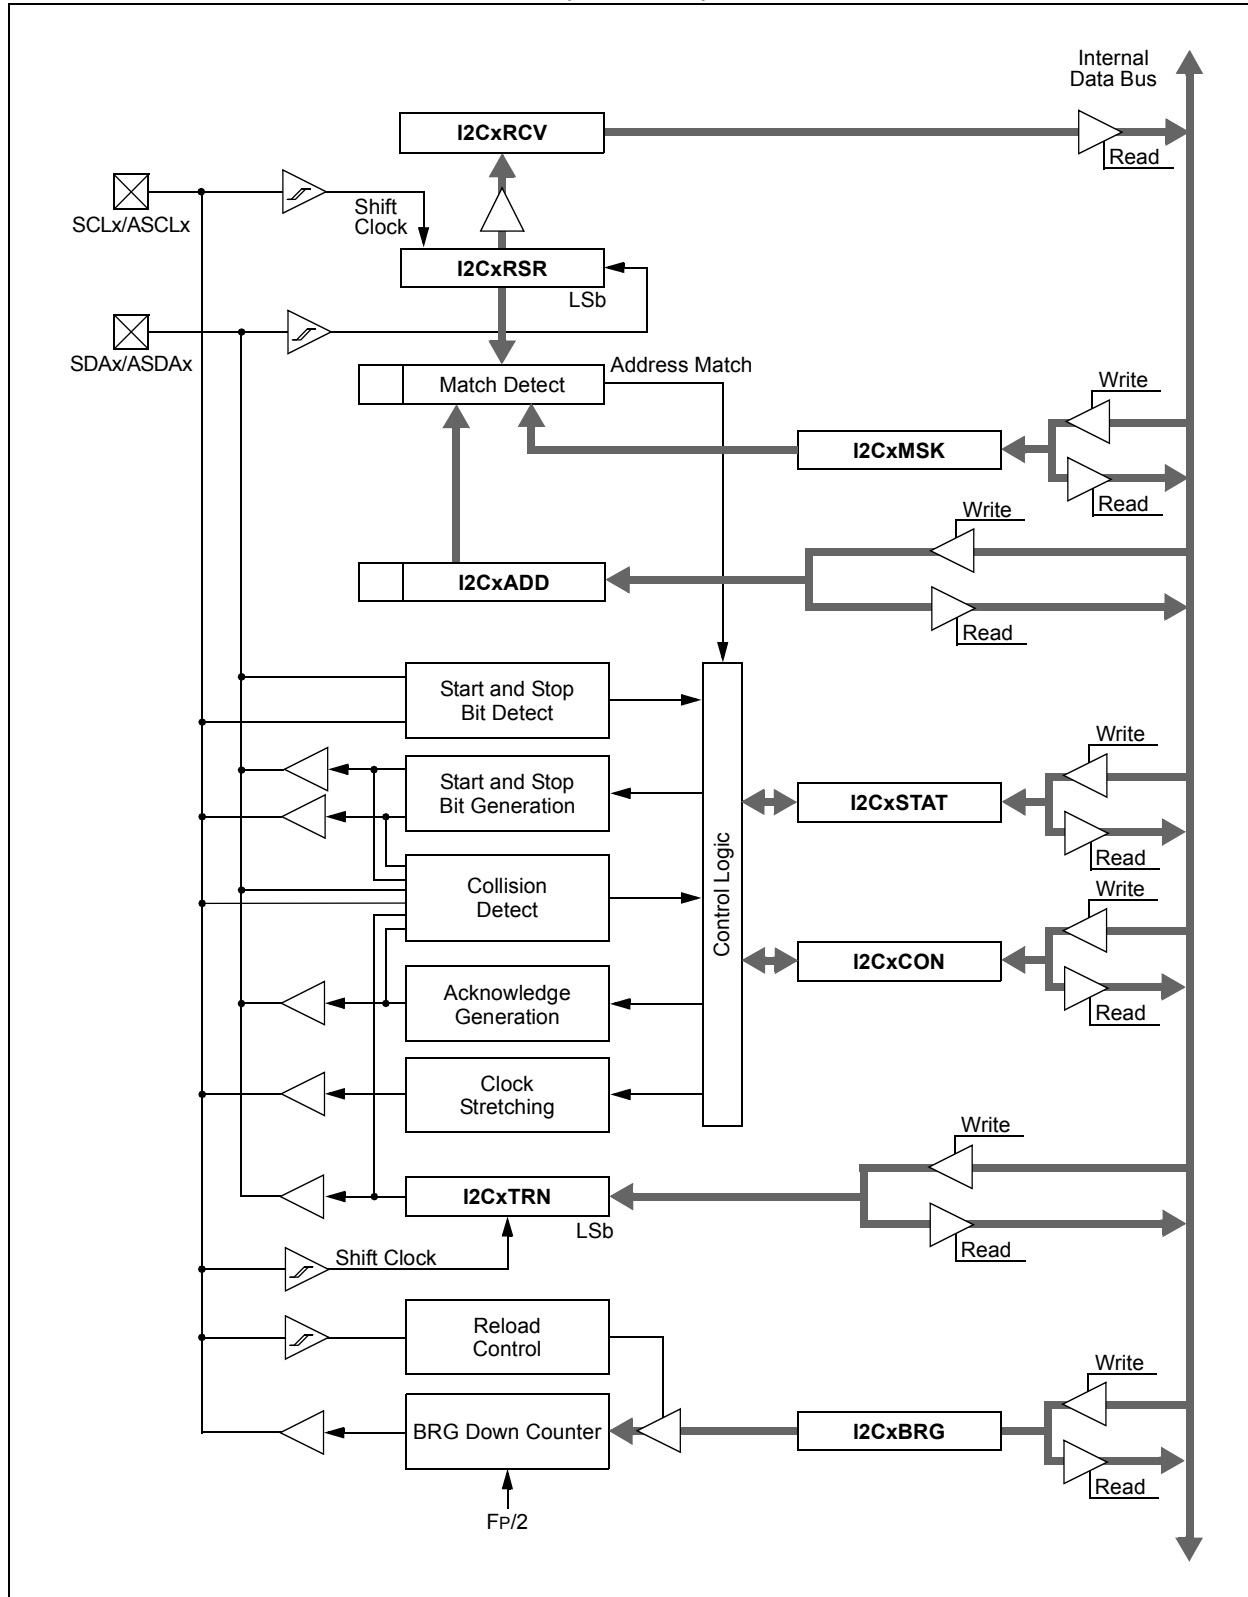 Internal
Data Bus
I2CxRCV
Read
SCLx/ASCLx
Shift
Clock
I2CxRSR
LSb
SDAx/ASDAx
Address Match
Match Detect
Write
I2CxMSK
Read
Write
I2CxADD
Read
Start and Stop
Bit Detect
Write
Start and Stop
Bit Generation
I2CxSTAT
Read
Control Logic
Collision
Detect
Write
I2CxCON
Acknowledge
Generation
Read
Clock
Stretching
Write
I2CxTRN
LSb
Read
Shift Clock
Reload
Control
Write
BRG Down Counter
I2CxBRG
Read
FP/2